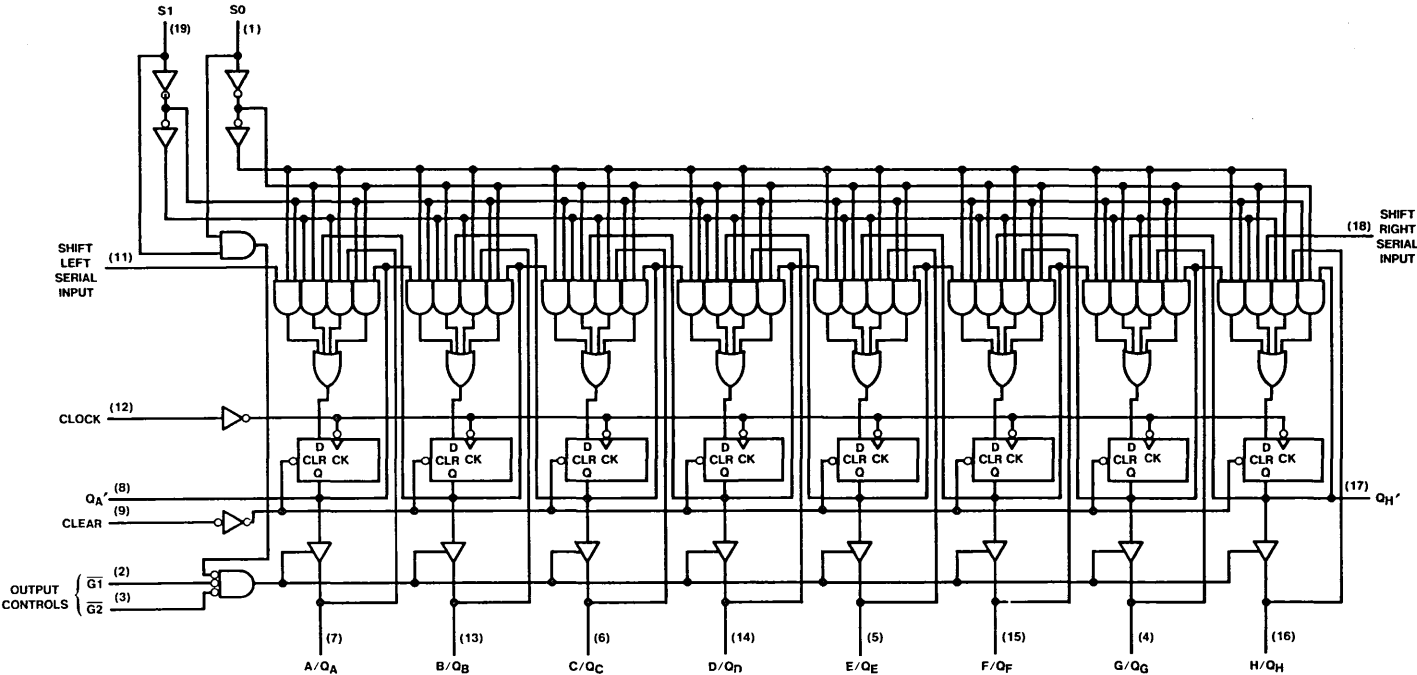 S1
S0
(19)
(1)
SHIFT
LEFT
SERIAL
INPUT
(11)
(18)
SHIFT
RIGHT
SERIAL
INPUT
CLOCK
(12)
D
CLR CK
Q
D
CLR CK
Q
D
CLR CK
Q
D
CLR CK
Q
D
CLR CK
Q
D
CLR CK
Q
D
CLR CK
Q
D
CLR CK
Q
QA'
(8)
(17)
QH'
CLEAR
(9)
OUTPUT
CONTROLS
G1
(2)
G2
(3)
(7)
(13)
(6)
(14)
(5)
(15)
(4)
(16)
A/QA
B/QB
C/QC
D/QD
E/QE
F/QF
G/QG
H/QH